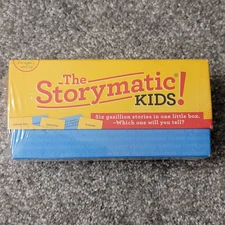 The
Storymatic®
KIDS!
Six gazillion stories in one little box.
–Which one will you tell?